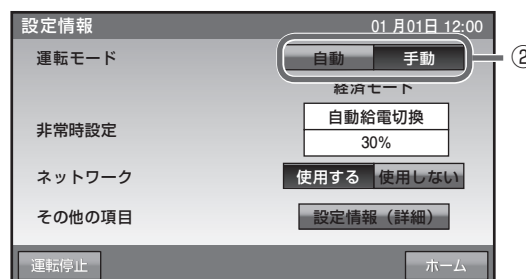 設定情報 01月01日 12:00
運転モード 自動 手動 ②
経済モード
非常時設定 自動給電切換
30%
ネットワーク 使用する 使用しない
その他の項目 設定情報（詳細）
運転停止 ホーム